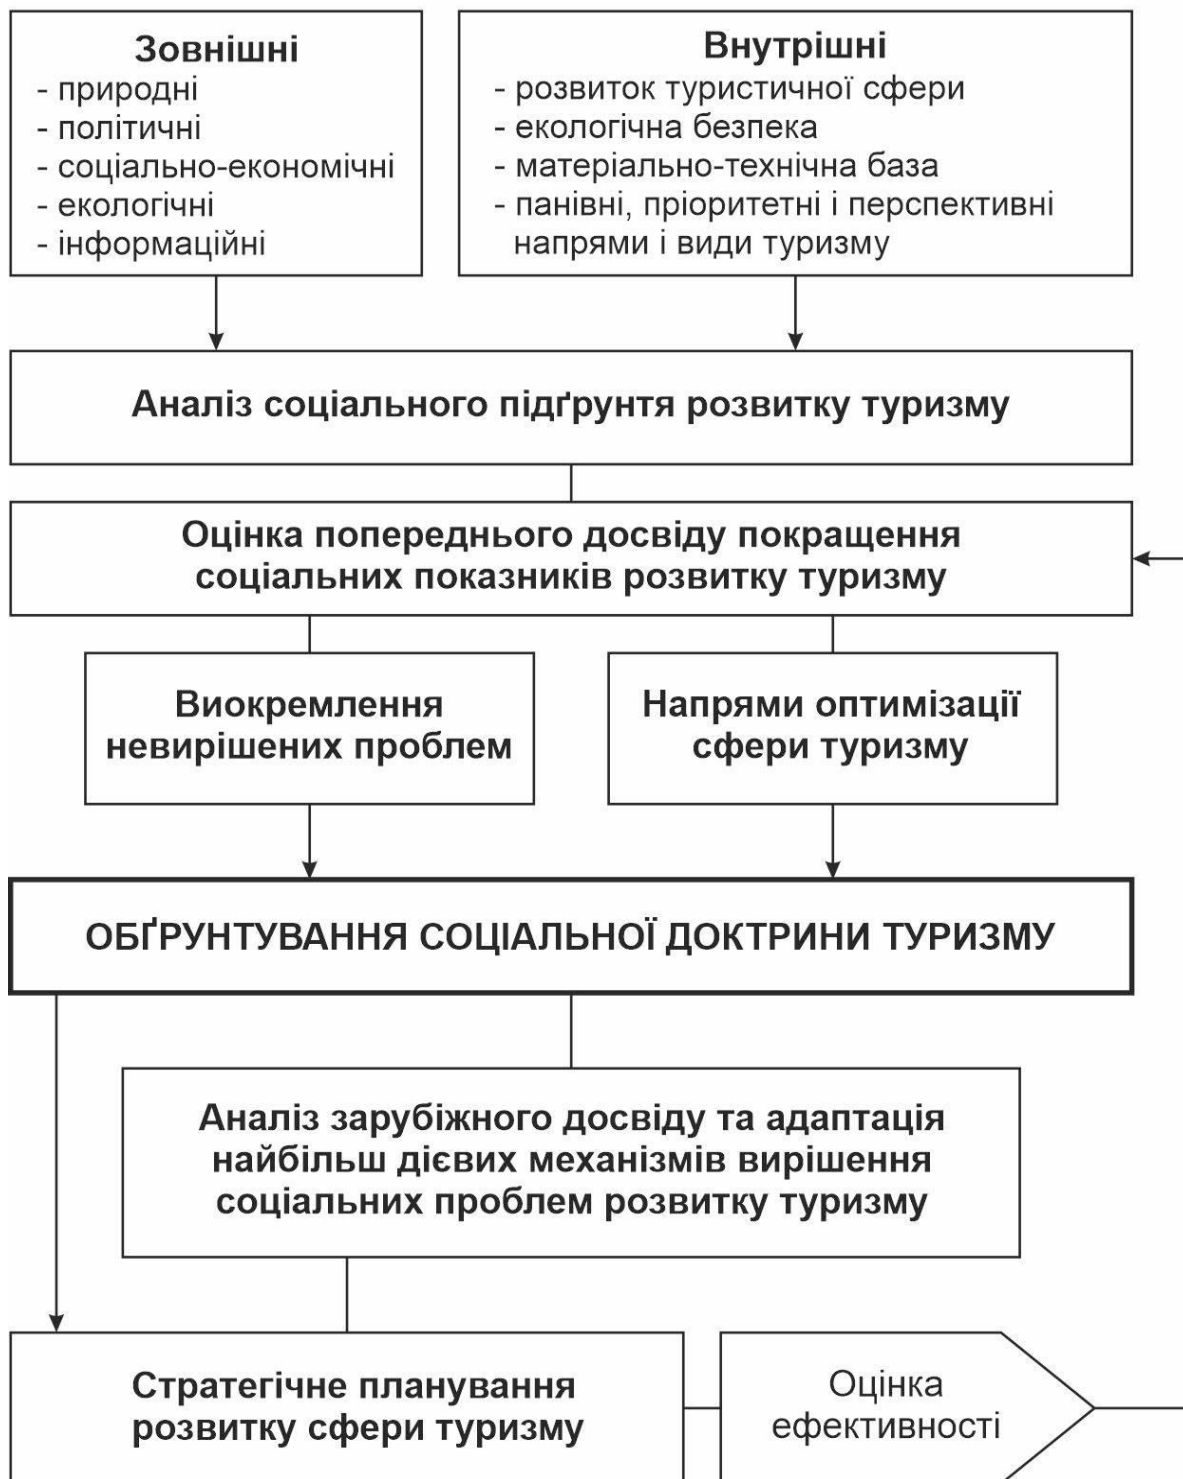 Зовнішні
- природні
- політичні
- соціально-економічні
- екологічні
- інформаційні
Внутрішні
- розвиток туристичної сфери
- екологічна безпека
- матеріально-технічна база
- панівні, пріоритетні і перспективні
напрями і види туризму
Аналіз соціального підґрунтя розвитку туризму
Оцінка попереднього досвіду покращення
соціальних показників розвитку туризму
Виокремлення
невирішених проблем
Напрями оптимізації
сфери туризму
ОБҐРУНТУВАННЯ СОЦІАЛЬНОЇ ДОКТРИНИ ТУРИЗМУ
Аналіз зарубіжного досвіду та адаптація
найбільш дієвих механізмів вирішення
соціальних проблем розвитку туризму
Стратегічне планування
розвитку сфери туризму
Оцінка
ефективності